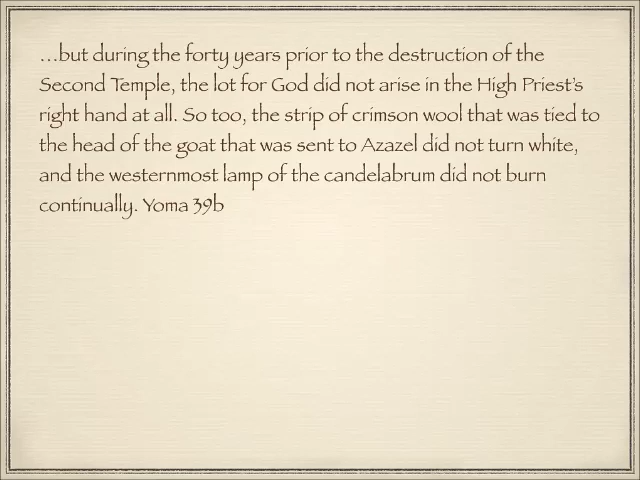 …but during the forty years prior to the destruction of the
Second Temple, the lot for God did not arise in the High Priest’s
right hand at all. So too, the strip of crimson wool that was tied to
the head of the goat that was sent to Azazel did not turn white,
and the westernmost lamp of the candelabrum did not burn
continually. Yoma 39b